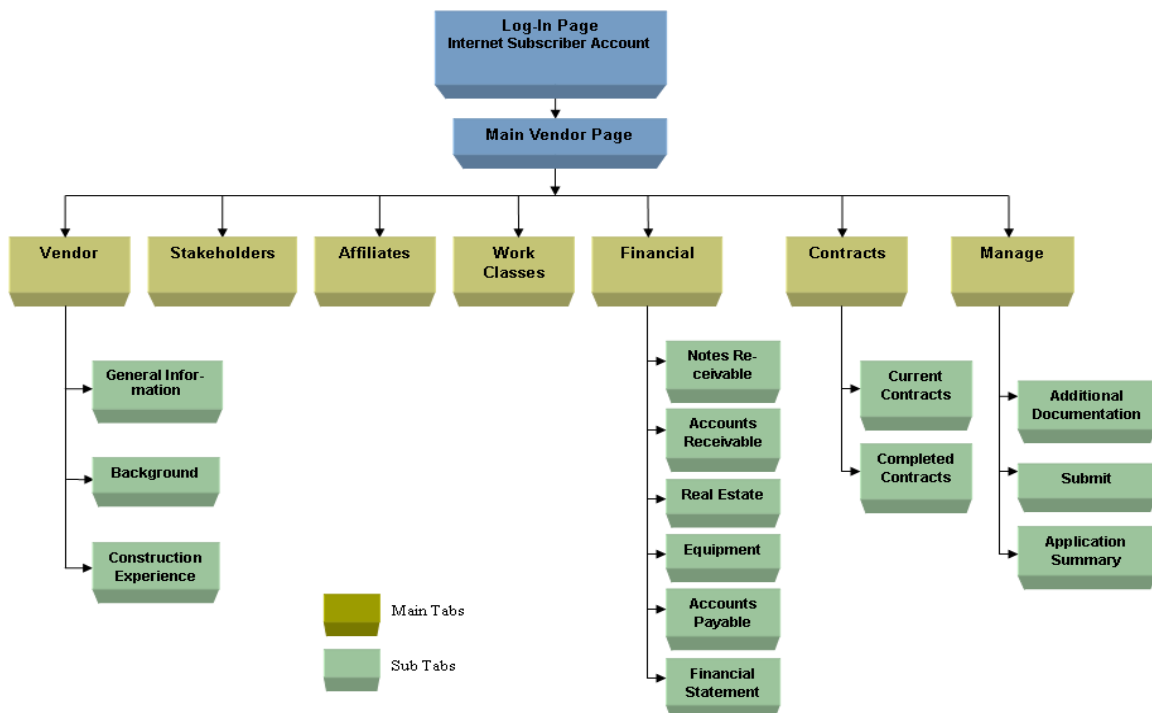 Log-In Page
Internet Subscriber Account
Main Vendor Page
Vendor
Stakeholders
Affiliates
Work
Classes
Financial
Contracts
Manage
General Infor-
mation
Background
Construction
Experience
Notes Re-
ceivable
Accounts
Receivable
Real Estate
Equipment
Accounts
Payable
Financial
Statement
Current
Contracts
Completed
Contracts
Additional
Documentation
Submit
Application
Summary
Main Tabs
Sub Tabs